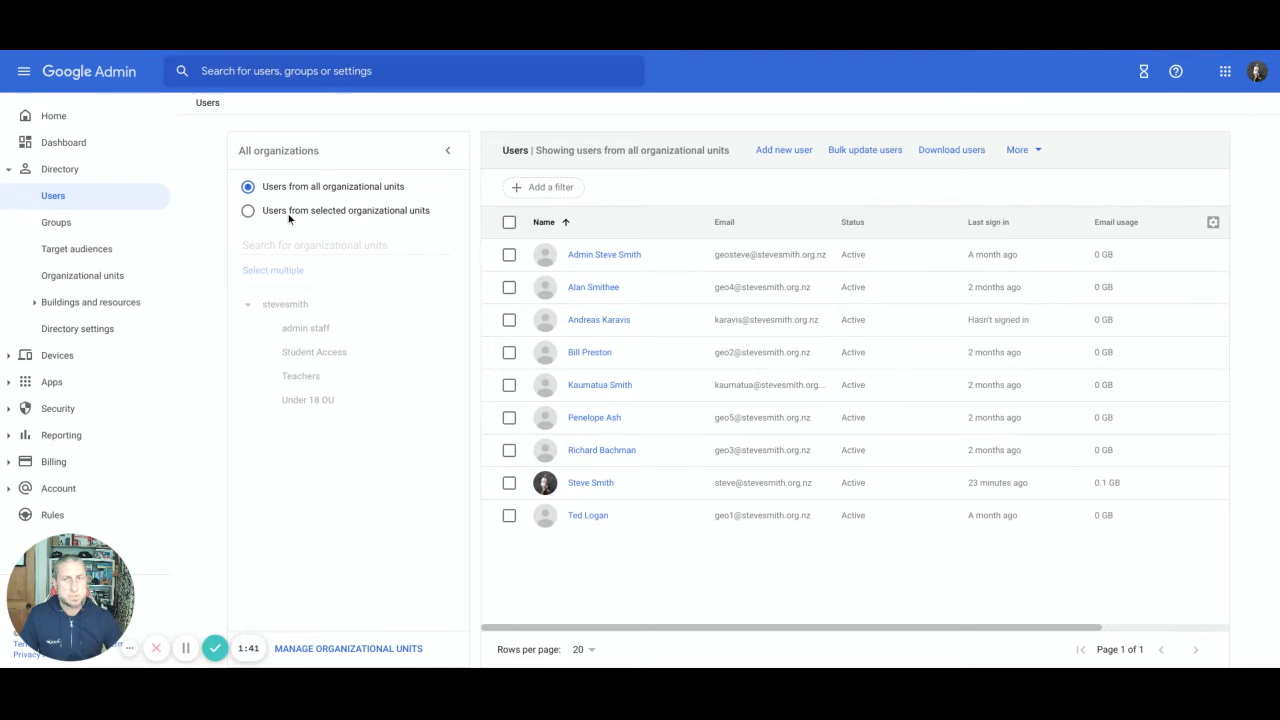 Google Admin
Search for users, groups or settings
Users
Home
Dashboard
Directory
Users
Groups
Target audiences
Organizational units
Buildings and resources
Directory settings
Devices
Apps
Security
Reporting
Billing
Account
Rules
All organizations
Users from all organizational units
Users from selected organizational units
Search for organizational units
Select multiple
stevesmith
admin staff
Student Access
Teachers
Under 18 OU
MANAGE ORGANIZATIONAL UNITS
Users | Showing users from all organizational units
Add new user
Bulk update users
Download users
More
Add a filter
Name Email Status Last sign in Email usage
Admin Steve Smith geosteve@stevesmith.org.nz Active A month ago 0 GB
Alan Smithee geo4@stevesmith.org.nz Active 2 months ago 0 GB
Andreas Karavis karavis@stevesmith.org.nz Active Hasn't signed in 0 GB
Bill Preston geo2@stevesmith.org.nz Active 2 months ago 0 GB
Kaumatua Smith kaumatua@stevesmith.org... Active 2 months ago 0 GB
Penelope Ash geo5@stevesmith.org.nz Active 2 months ago 0 GB
Richard Bachman geo3@stevesmith.org.nz Active 2 months ago 0 GB
Steve Smith steve@stevesmith.org.nz Active 23 minutes ago 0.1 GB
Ted Logan geo1@stevesmith.org.nz Active A month ago 0 GB
Rows per page: 20
Page 1 of 1
1:41